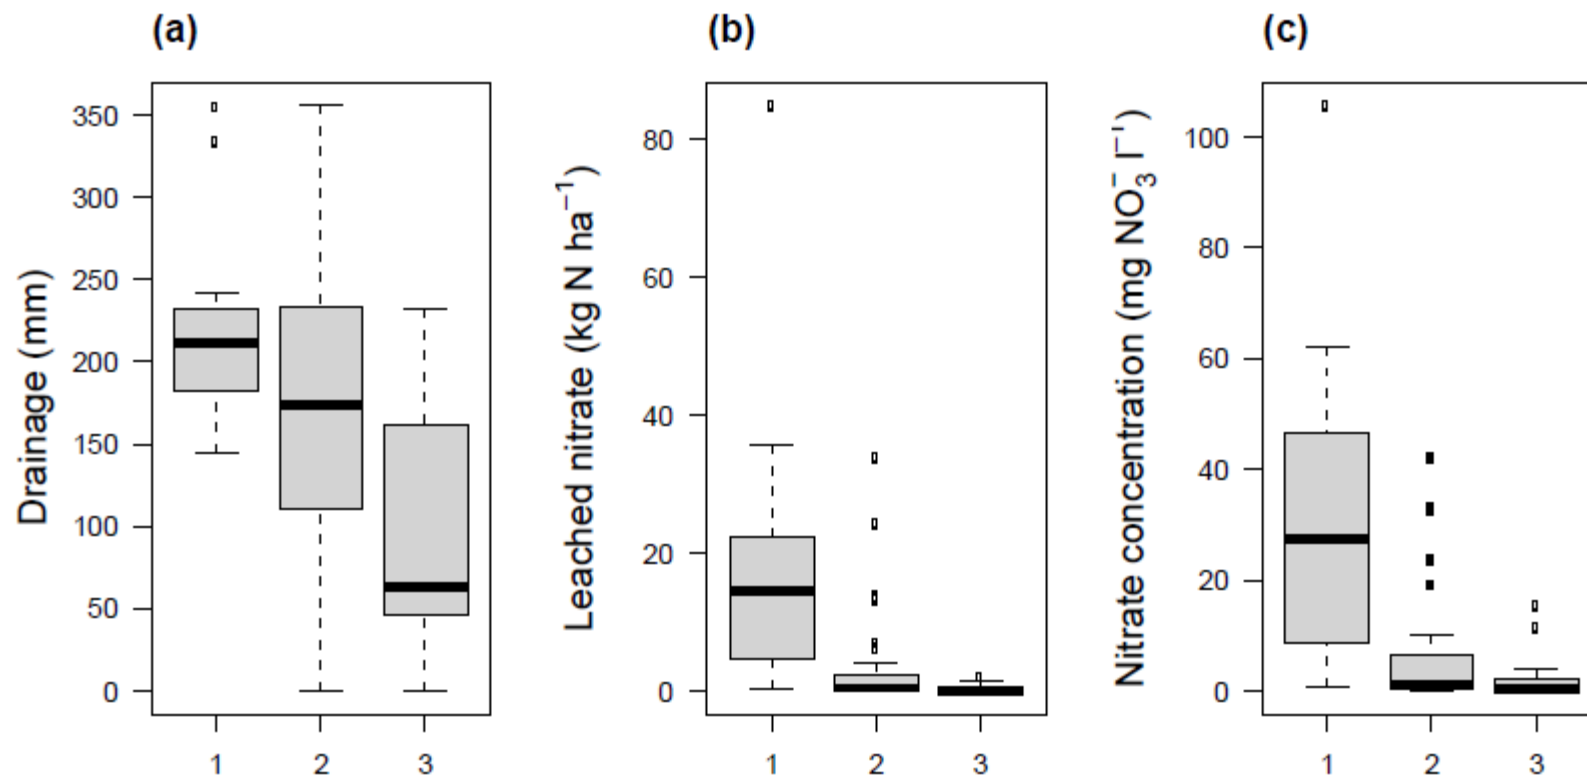 (a)
(b)
(c)
Drainage (mm)
350
300
250
200
150
100
50
0
1 2 3
Leached nitrate (kg N ha⁻¹)
80
60
40
20
0
1 2 3
Nitrate concentration (mg NO₃⁻ l⁻¹)
100
80
60
40
20
0
1 2 3